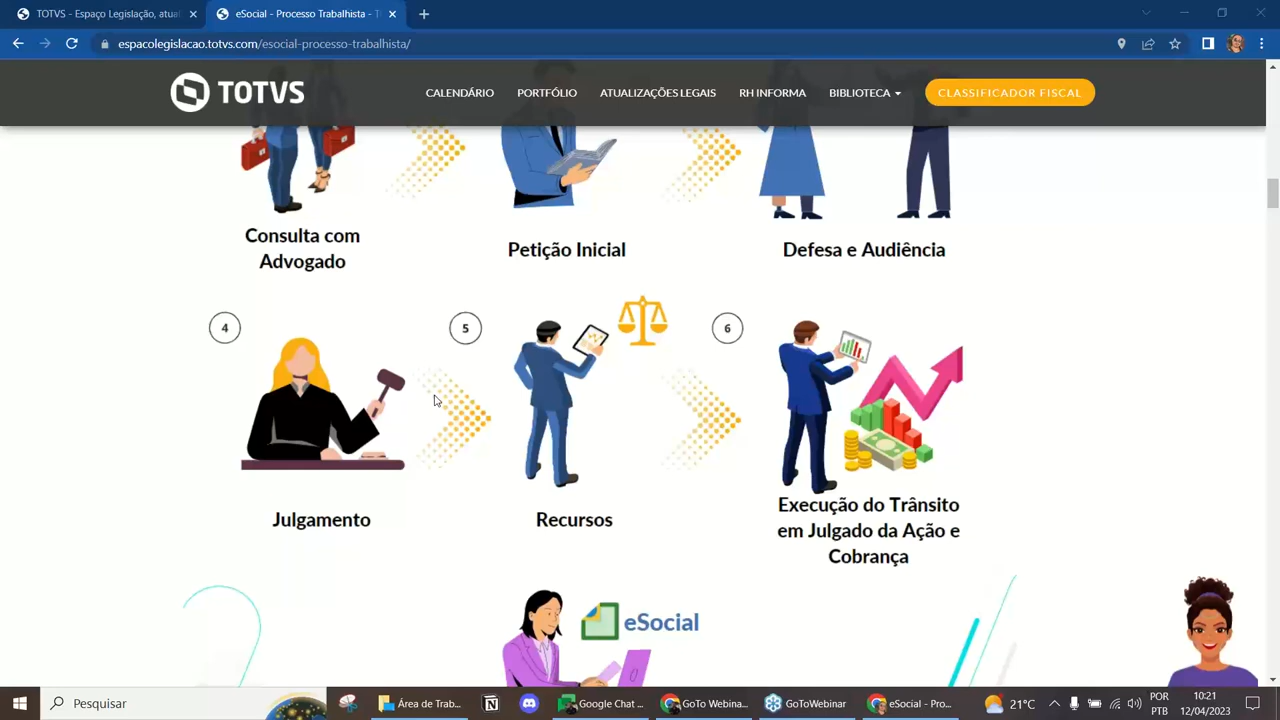 TOTVS - Espaço Legislação, atual
eSocial - Processo Trabalhista - T
espacolegislacao.totvs.com/esocial-processo-trabalhista/
TOTVS
CALENDÁRIO
PORTFÓLIO
ATUALIZAÇÕES LEGAIS
RH INFORMA
BIBLIOTECA
CLASSIFICADOR FISCAL
Consulta com
Advogado
Petição Inicial
Defesa e Audiência
4
5
6
Julgamento
Recursos
Execução do Trânsito
em Julgado da Ação e
Cobrança
eSocial
Pesquisar
Área de Trab...
Google Chat ...
GoTo Webina...
GoToWebinar
eSocial - Pro...
21°C
POR
PTB
10:21
12/04/2023